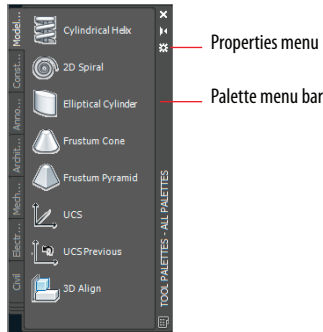 Model...
Const...
Anno...
Archit...
Mech...
Electr...
Civil
Cylindrical Helix
2D Spiral
Elliptical Cylinder
Frustum Cone
Frustum Pyramid
UCS
UCS Previous
3D Align
TOOL PALETTES - ALL PALETTES
Properties menu
Palette menu bar